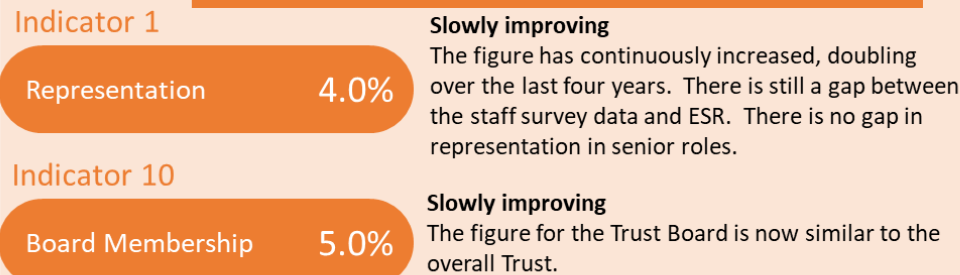 Indicator 1
Representation 4.0%
Slowly improving
The figure has continuously increased, doubling
over the last four years.  There is still a gap between
the staff survey data and ESR.  There is no gap in
representation in senior roles.
Indicator 10
Board Membership 5.0%
Slowly improving
The figure for the Trust Board is now similar to the
overall Trust.